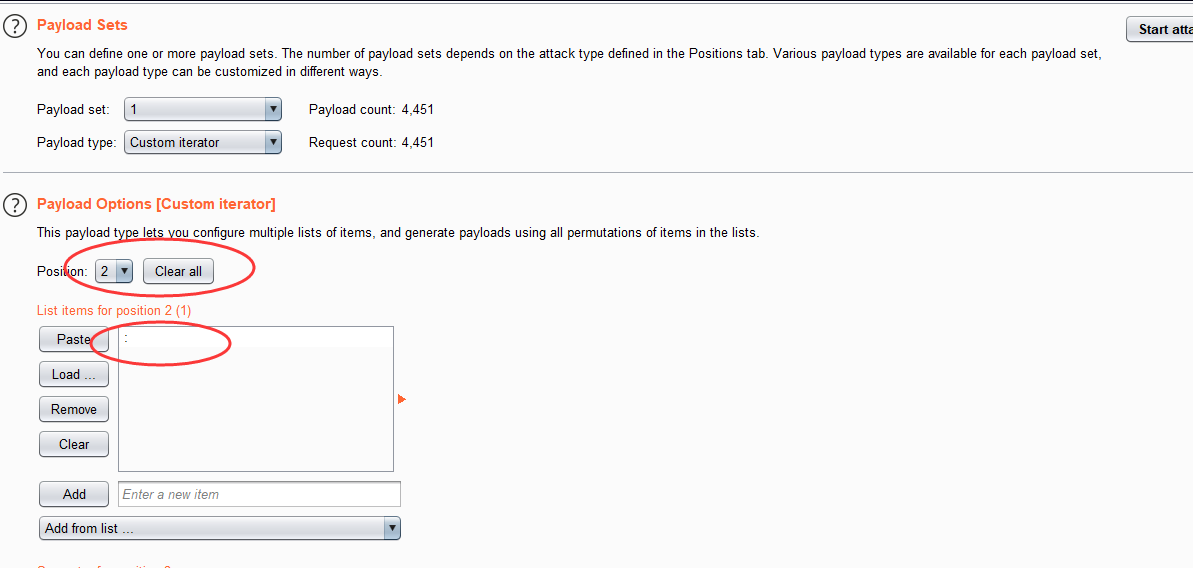 Payload Sets
Start atta
You can define one or more payload sets. The number of payload sets depends on the attack type defined in the Positions tab. Various payload types are available for each payload set,
and each payload type can be customized in different ways.
Payload set: 1 Payload count: 4,451
Payload type: Custom iterator Request count: 4,451
Payload Options [Custom iterator]
This payload type lets you configure multiple lists of items, and generate payloads using all permutations of items in the lists.
Position: 2 Clear all
List items for position 2 (1)
Paste :
Load ...
Remove
Clear
Add Enter a new item
Add from list ...